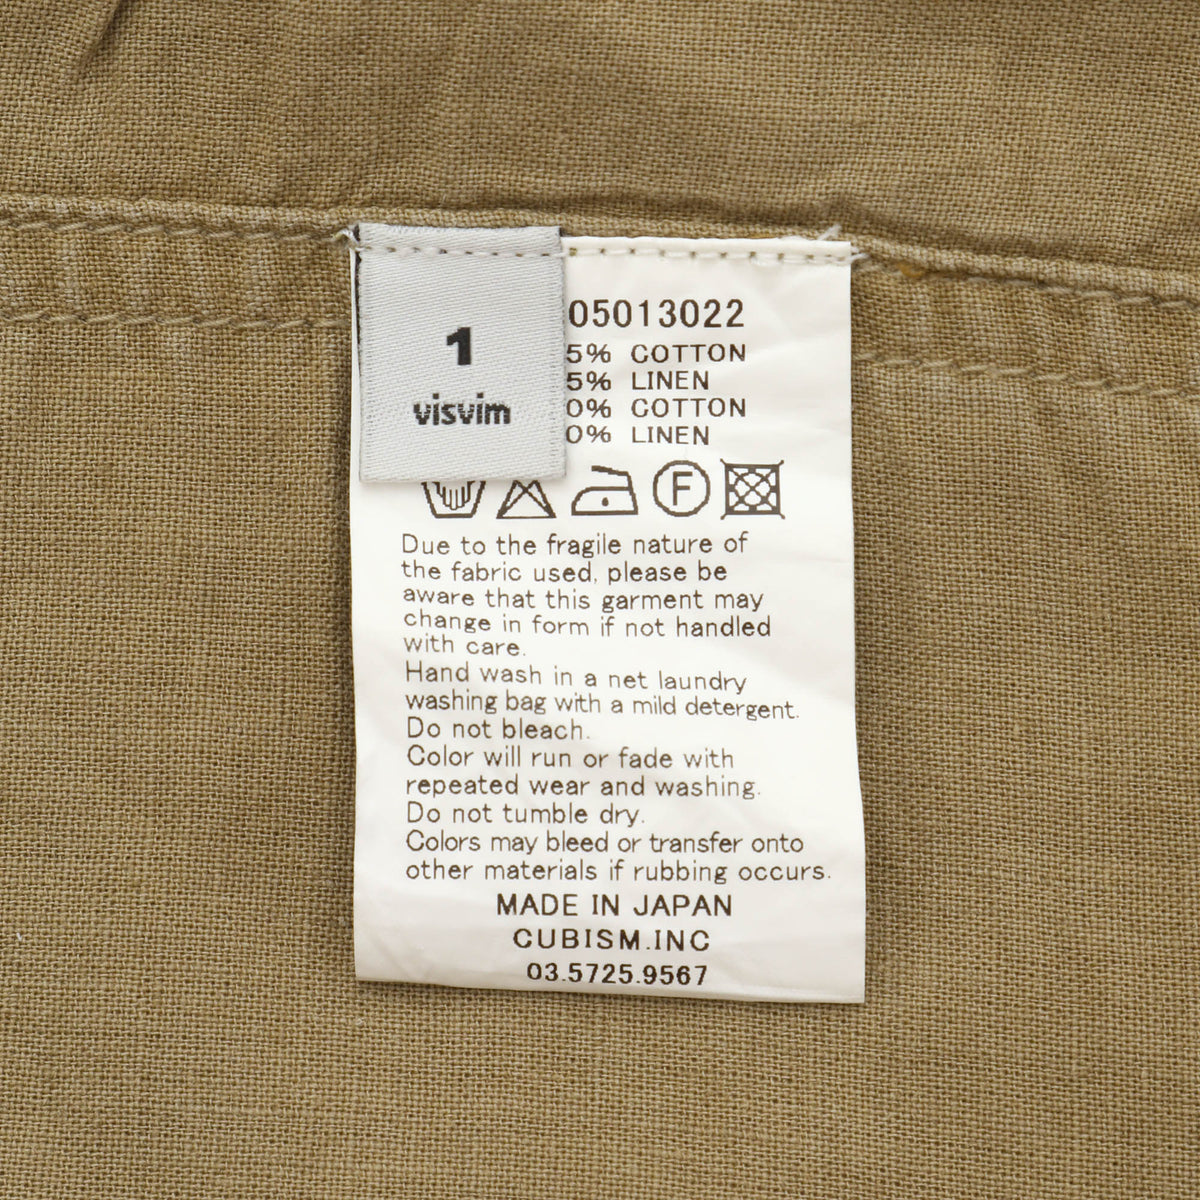 1
visvim
05013022
5% COTTON
5% LINEN
0% COTTON
0% LINEN
F
Due to the fragile nature of
the fabric used, please be
aware that this garment may
change in form if not handled
with care.
Hand wash in a net laundry
washing bag with a mild detergent.
Do not bleach.
Color will run or fade with
repeated wear and washing.
Do not tumble dry.
Colors may bleed or transfer onto
other materials if rubbing occurs.
MADE IN JAPAN
CUBISM.INC
03.5725.9567